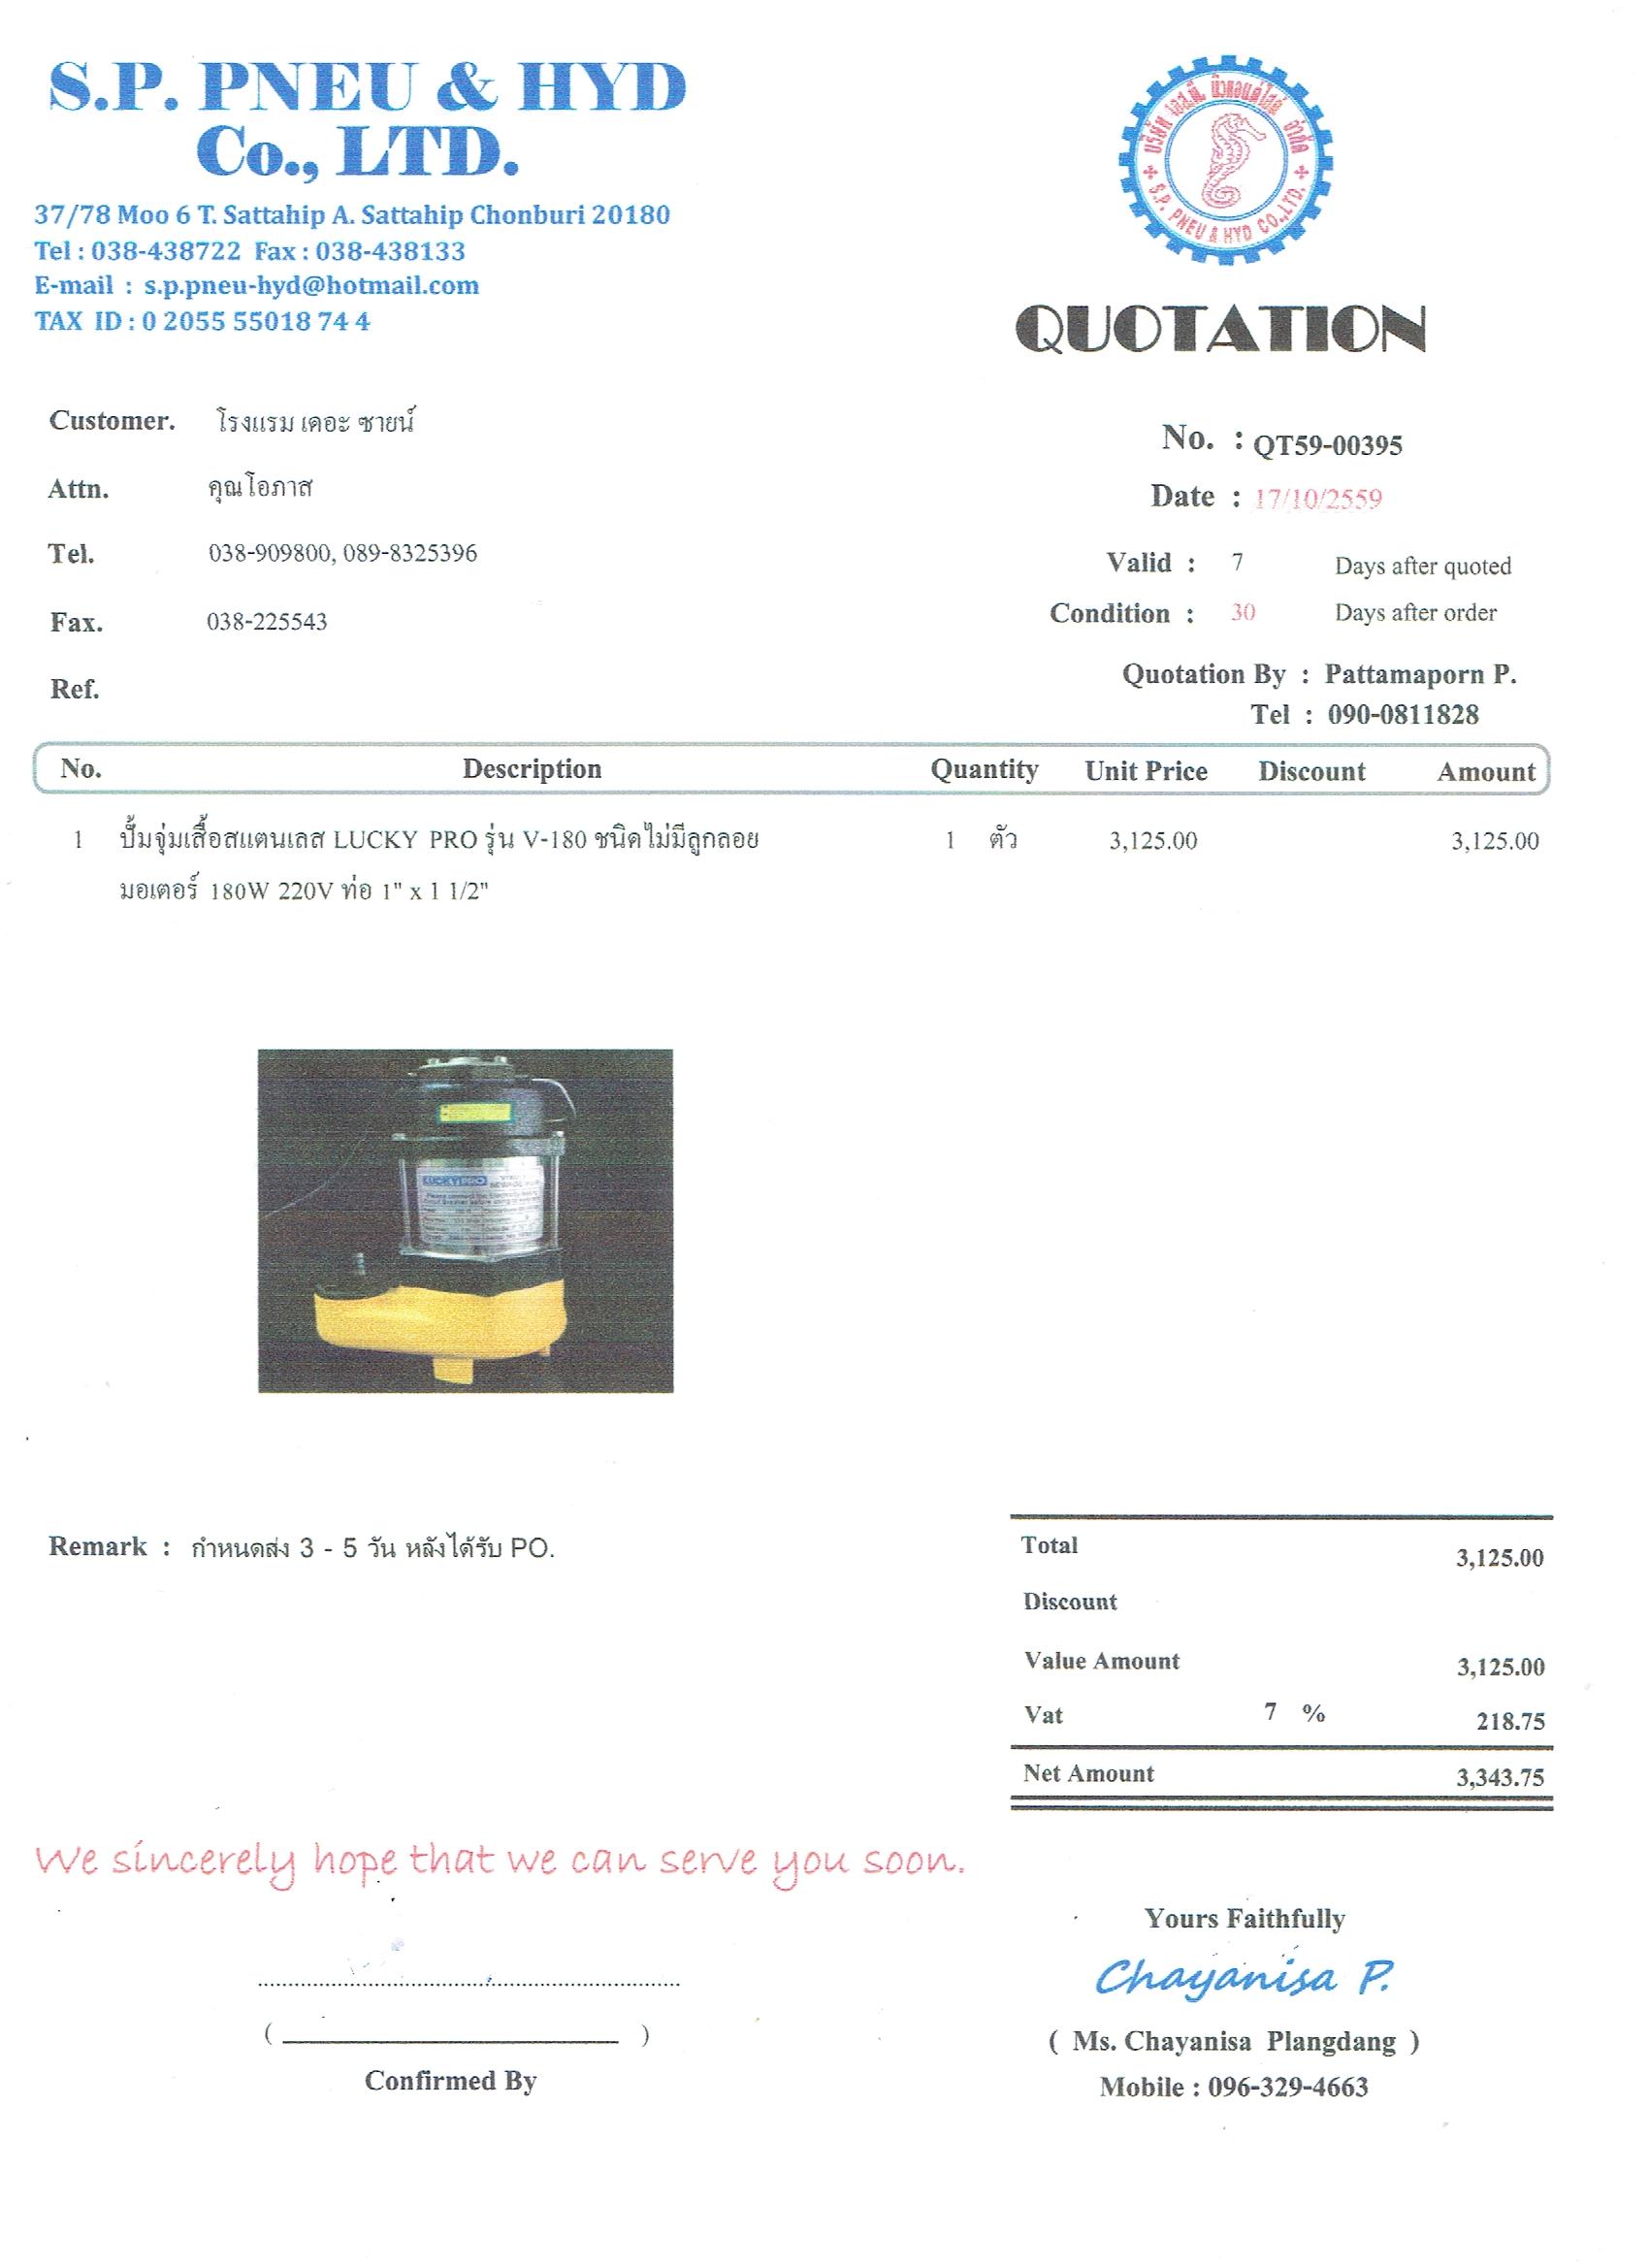 S.P. PNEU & HYD
Co., LTD.
37/78 Moo 6 T. Sattahip A. Sattahip Chonburi 20180
Tel : 038-438722 Fax : 038-438133
E-mail : s.p.pneu-hyd@hotmail.com
TAX ID : 0 2055 55018 74 4
บริษัท เอส.พี. นิวแอนด์ไฮด์ จำกัด
S.P. PNEU & HYD CO.,LTD.
QUOTATION
Customer. โรงแรม เดอะ ซายน์
Attn. คุณโอภาส
Tel. 038-909800, 089-8325396
Fax. 038-225543
Ref.
No. : QT59-00395
Date : 17/10/2559
Valid : 7 Days after quoted
Condition : 30 Days after order
Quotation By : Pattamaporn P.
Tel : 090-0811828
No. Description Quantity Unit Price Discount Amount
1 ปั๊มจุ่มเสื้อสแตนเลส LUCKY PRO รุ่น V-180 ชนิดไม่มีลูกลอย 1 ตัว 3,125.00 3,125.00
มอเตอร์ 180W 220V ท่อ 1" x 1 1/2"
LUCKYPRO
Remark : กำหนดส่ง 3 - 5 วัน หลังได้รับ PO.
Total 3,125.00
Discount
Value Amount 3,125.00
Vat 7 % 218.75
Net Amount 3,343.75
We sincerely hope that we can serve you soon.
Yours Faithfully
Chayanisa P.
( Ms. Chayanisa Plangdang )
Mobile : 096-329-4663
( )
Confirmed By